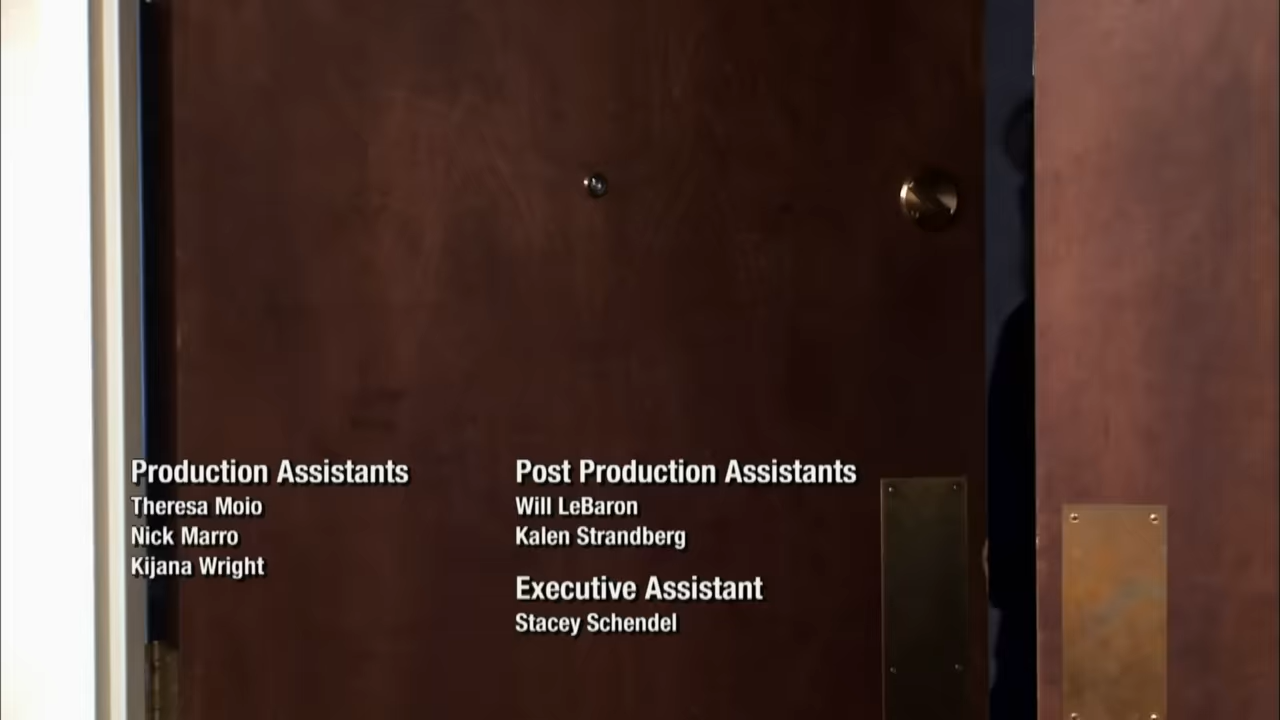 Production Assistants
Theresa Moio
Nick Marro
Kijana Wright
Post Production Assistants
Will LeBaron
Kalen Strandberg
Executive Assistant
Stacey Schendel